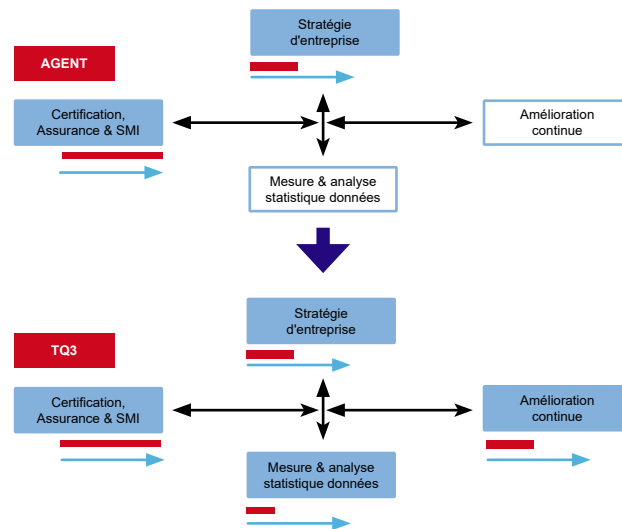 Stratégie
d'entreprise
AGENT
Certification,
Assurance & SMI
Amélioration
continue
Mesure & analyse
statistique données
Stratégie
d'entreprise
TQ3
Certification,
Assurance & SMI
Amélioration
continue
Mesure & analyse
statistique données